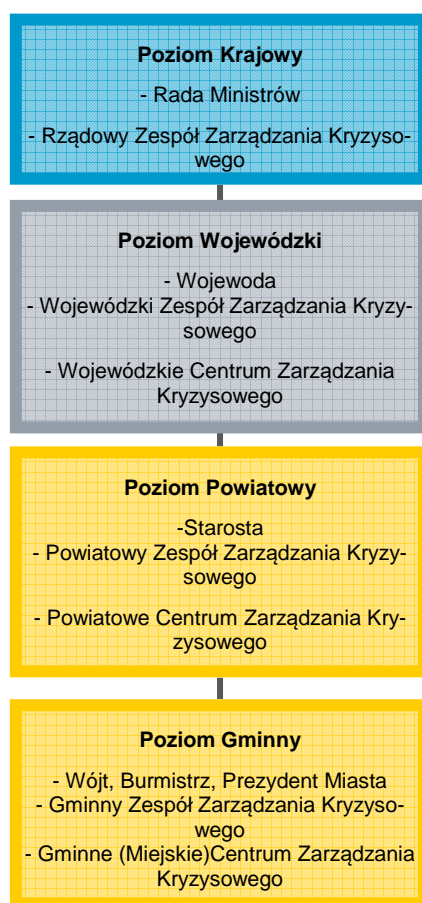 Poziom Krajowy
- Rada Ministrów
- Rządowy Zespół Zarządzania Kryzyso-
wego
Poziom Wojewódzki
- Wojewoda
- Wojewódzki Zespół Zarządzania Kryzy-
sowego
- Wojewódzkie Centrum Zarządzania
Kryzysowego
Poziom Powiatowy
-Starosta
- Powiatowy Zespół Zarządzania Kryzy-
sowego
- Powiatowe Centrum Zarządzania Kry-
zysowego
Poziom Gminny
- Wójt, Burmistrz, Prezydent Miasta
- Gminny Zespół Zarządzania Kryzyso-
wego
- Gminne (Miejskie)Centrum Zarządzania
Kryzysowego